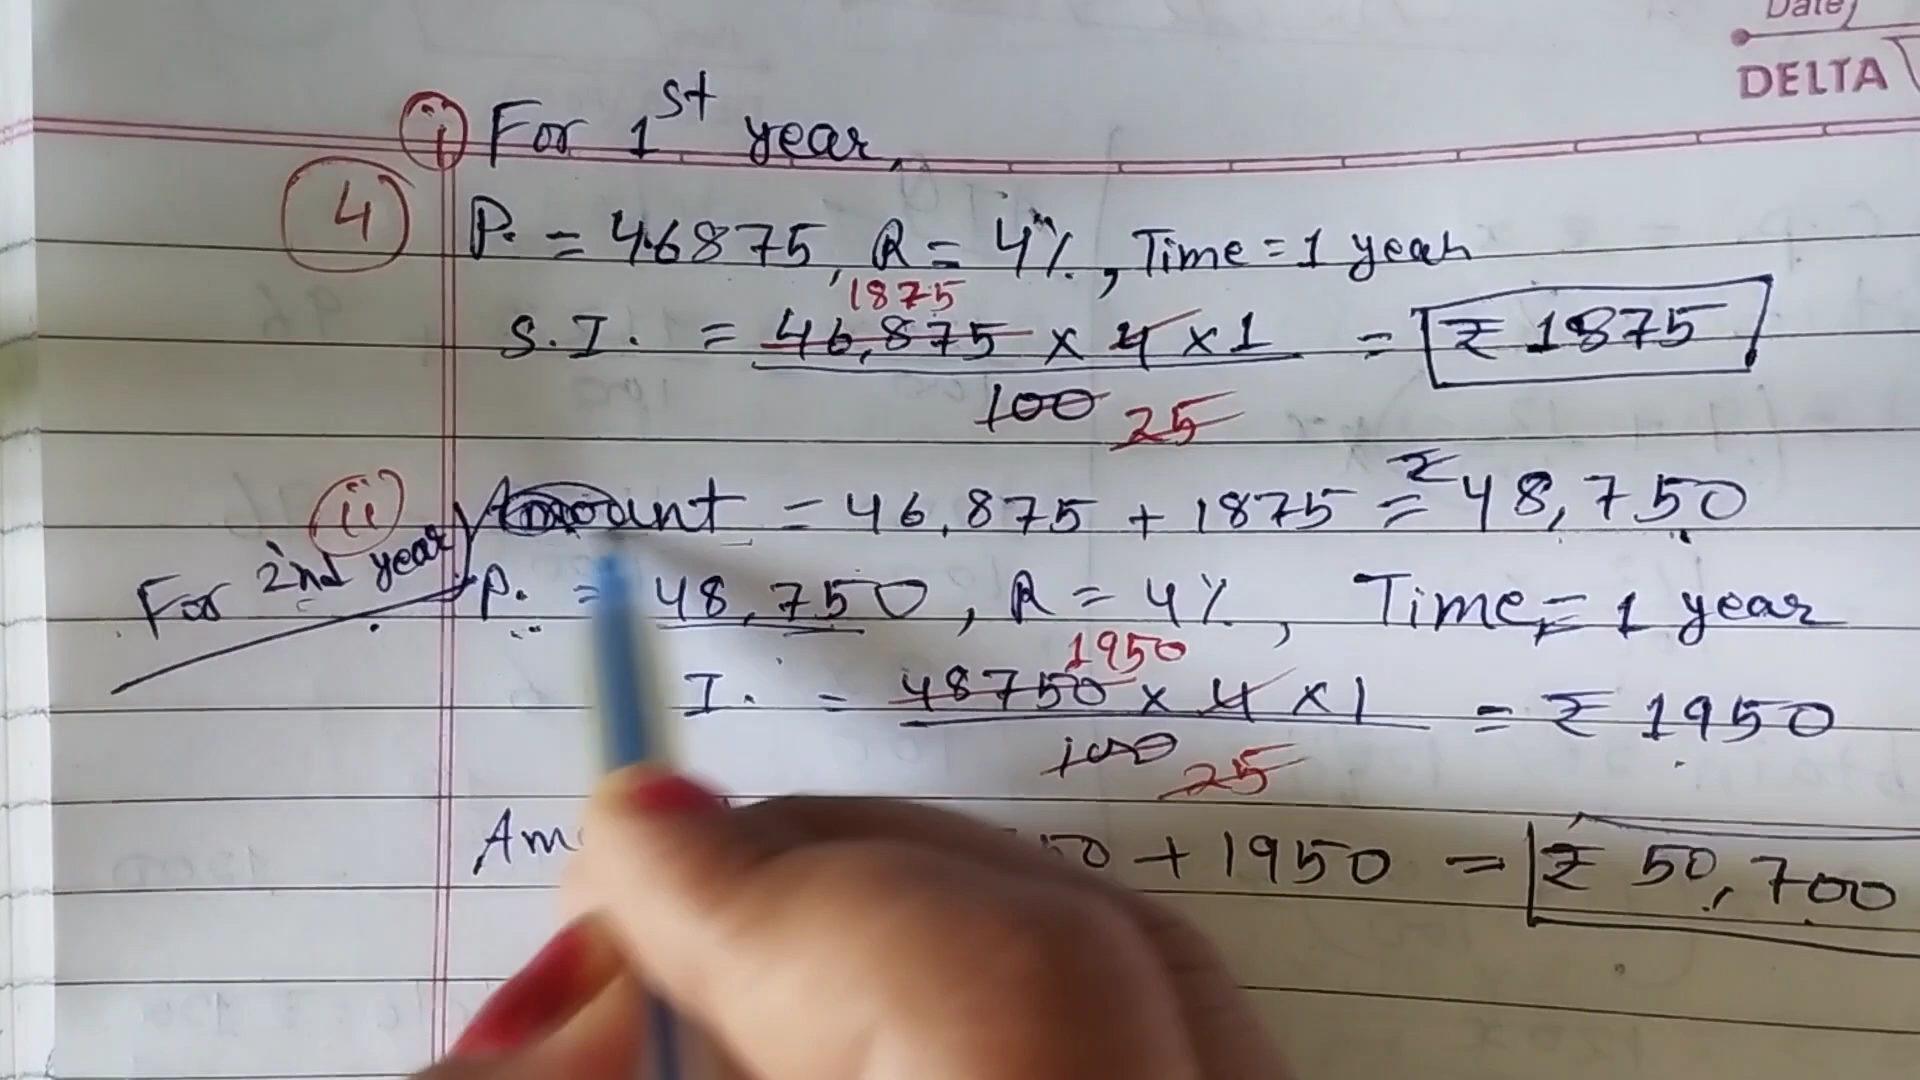 Date
DELTA
i For 1st year,
4 P. = 46875, R = 4%, Time = 1 year
1875
S.I. = 46,875 x 4 x 1 = ₹ 1875
100 25
ii Amount = 46,875 + 1875 = ₹ 48,750
For 2nd year, P. = 48,750, R = 4%, Time = 1 year
1950
I. = 48750 x 4 x 1 = ₹ 1950
100 25
50 + 1950 = ₹ 50,700